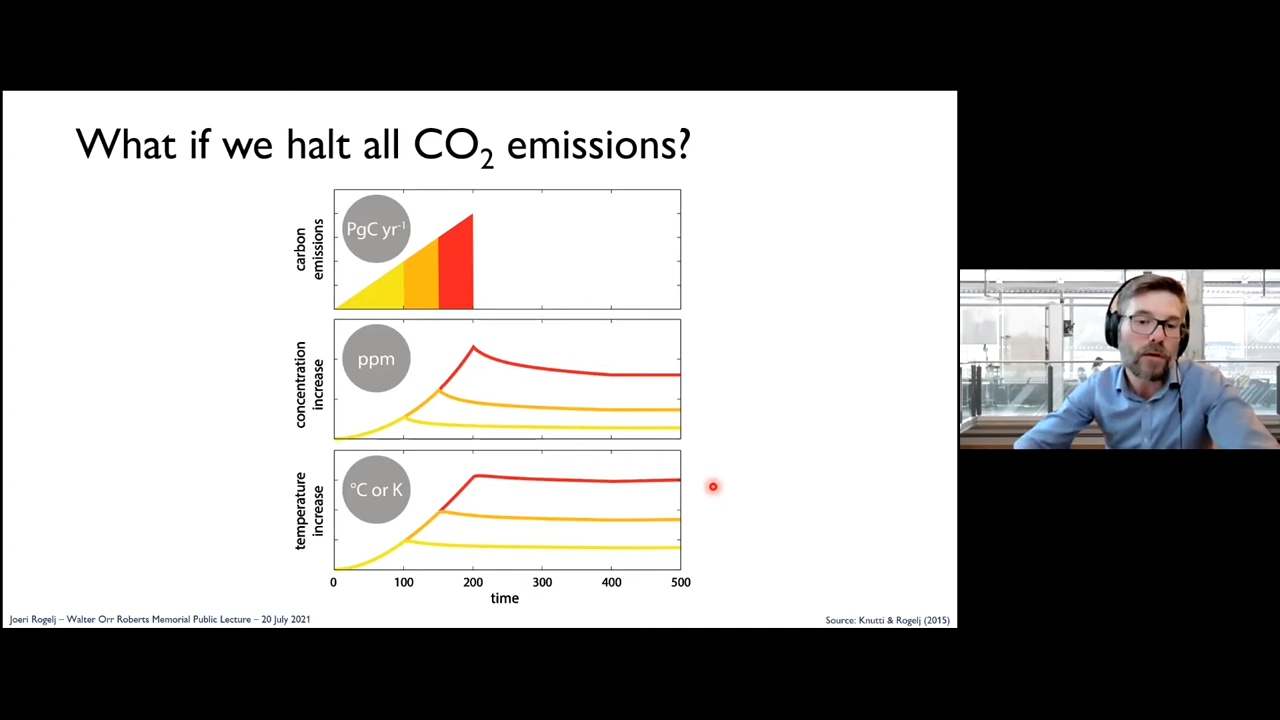 What if we halt all CO₂ emissions?
carbon
emissions
PgC yr⁻¹
concentration
increase
ppm
temperature
increase
°C or K
0 100 200 300 400 500
time
Joeri Rogelj – Walter Orr Roberts Memorial Public Lecture – 20 July 2021
Source: Knutti & Rogelj (2015)